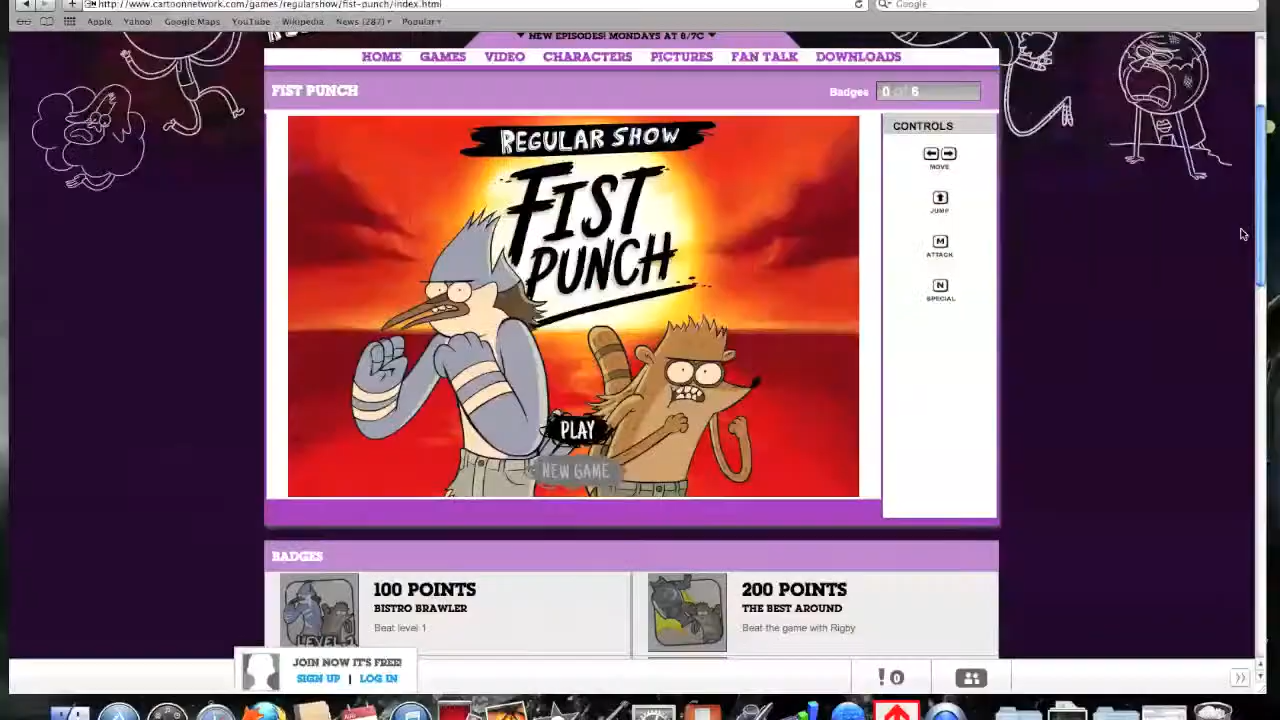 http://www.cartoonnetwork.com/games/regularshow/fist-punch/index.html
Google
Apple Yahoo! Google Maps YouTube Wikipedia News (287) Popular
NEW EPISODES! MONDAYS AT 8/7C
HOME GAMES VIDEO CHARACTERS PICTURES FAN TALK DOWNLOADS
FIST PUNCH
Badges 0 of 6
CONTROLS
MOVE
JUMP
M
ATTACK
N
SPECIAL
REGULAR SHOW
FIST
PUNCH
PLAY
NEW GAME
BADGES
100 POINTS
BISTRO BRAWLER
Beat level 1
LEVEL 1
200 POINTS
THE BEST AROUND
Beat the game with Rigby
JOIN NOW IT'S FREE!
SIGN UP | LOG IN
!0